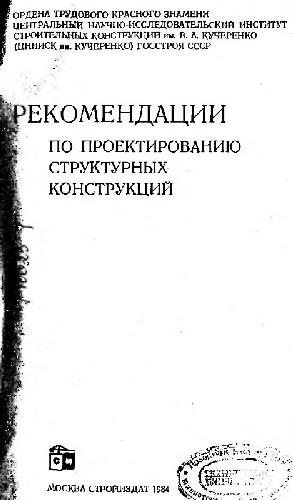 ОРДЕНА ТРУДОВОГО КРАСНОГО ЗНАМЕНИ
ЦЕНТРАЛЬНЫЙ НАУЧНО-ИССЛЕДОВАТЕЛЬСКИЙ ИНСТИТУТ
СТРОИТЕЛЬНЫХ КОНСТРУКЦИЙ им. В. А. КУЧЕРЕНКО
(ЦНИИСК им. КУЧЕРЕНКО) ГОССТРОЯ СССР
РЕКОМЕНДАЦИИ
ПО ПРОЕКТИРОВАНИЮ
СТРУКТУРНЫХ
КОНСТРУКЦИЙ
МОСКВА СТРОЙИЗДАТ 1984